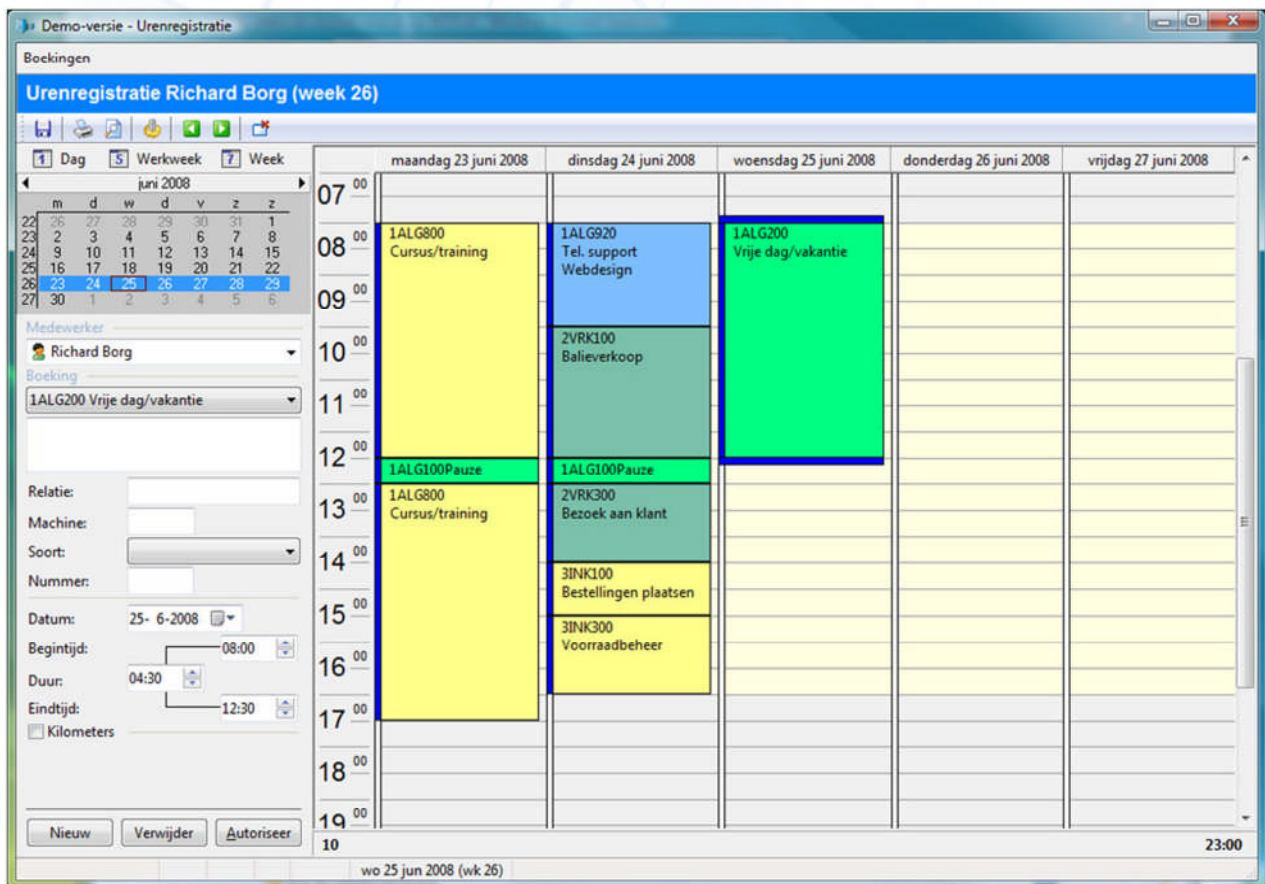 Demo-versie - Urenregistratie
Boekingen
Urenregistratie Richard Borg (week 26)
1 Dag 5 Werkweek 7 Week
juni 2008
m d w d v z z
22 26 27 28 29 30 31 1
23 2 3 4 5 6 7 8
24 9 10 11 12 13 14 15
25 16 17 18 19 20 21 22
26 23 24 25 26 27 28 29
27 30 1 2 3 4 5 6
Medewerker
Richard Borg
Boeking
1ALG200 Vrije dag/vakantie
Relatie:
Machine:
Soort:
Nummer:
Datum: 25- 6-2008
Begintijd: 08:00
Duur: 04:30
Eindtijd: 12:30
Kilometers
Nieuw Verwijder Autoriseer
maandag 23 juni 2008 dinsdag 24 juni 2008 woensdag 25 juni 2008 donderdag 26 juni 2008 vrijdag 27 juni 2008
07 00
08 00
09 00
10 00
11 00
12 00
13 00
14 00
15 00
16 00
17 00
18 00
19 00
1ALG800
Cursus/training
1ALG100Pauze
1ALG800
Cursus/training
1ALG920
Tel. support
Webdesign
2VRK100
Balieverkoop
1ALG100Pauze
2VRK300
Bezoek aan klant
3INK100
Bestellingen plaatsen
3INK300
Voorraadbeheer
1ALG200
Vrije dag/vakantie
10 23:00
wo 25 jun 2008 (wk 26)